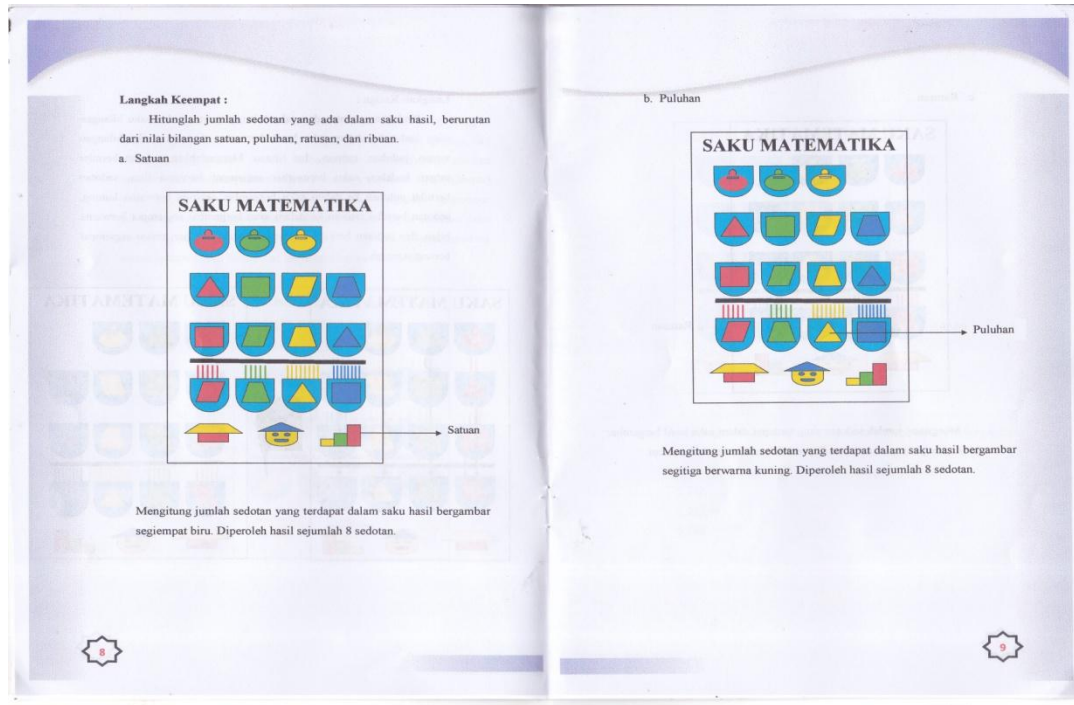 Langkah Keempat :
Hitunglah jumlah sedotan yang ada dalam saku hasil, berurutan
dari nilai bilangan satuan, puluhan, ratusan, dan ribuan.
a. Satuan
SAKU MATEMATIKA
Satuan
Mengitung jumlah sedotan yang terdapat dalam saku hasil bergambar
segiempat biru. Diperoleh hasil sejumlah 8 sedotan.
8
b. Puluhan
SAKU MATEMATIKA
Puluhan
Mengitung jumlah sedotan yang terdapat dalam saku hasil bergambar
segitiga berwarna kuning. Diperoleh hasil sejumlah 8 sedotan.
9